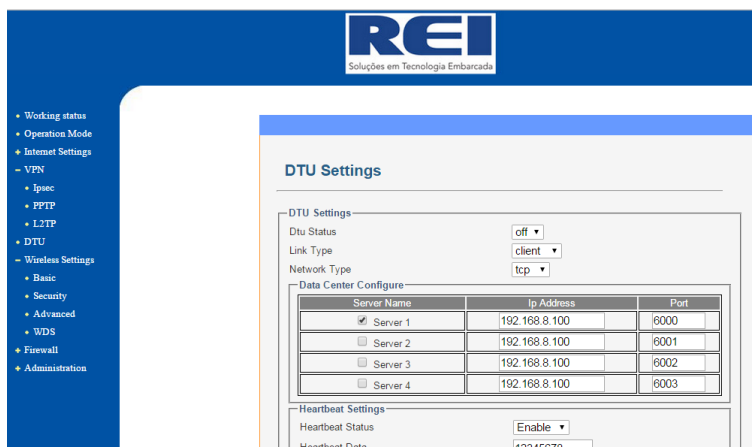 REI
Soluções em Tecnologia Embarcada
Working status
Operation Mode
Internet Settings
VPN
Ipsec
PPTP
L2TP
DTU
Wireless Settings
Basic
Security
Advanced
WDS
Firewall
Administration
DTU Settings
DTU Settings
Dtu Status off
Link Type client
Network Type tcp
Data Center Configure
Server Name Ip Address Port
Server 1 192.168.8.100 6000
Server 2 192.168.8.100 6001
Server 3 192.168.8.100 6002
Server 4 192.168.8.100 6003
Heartbeat Settings
Heartbeat Status Enable
Heartbeat Data 12345678